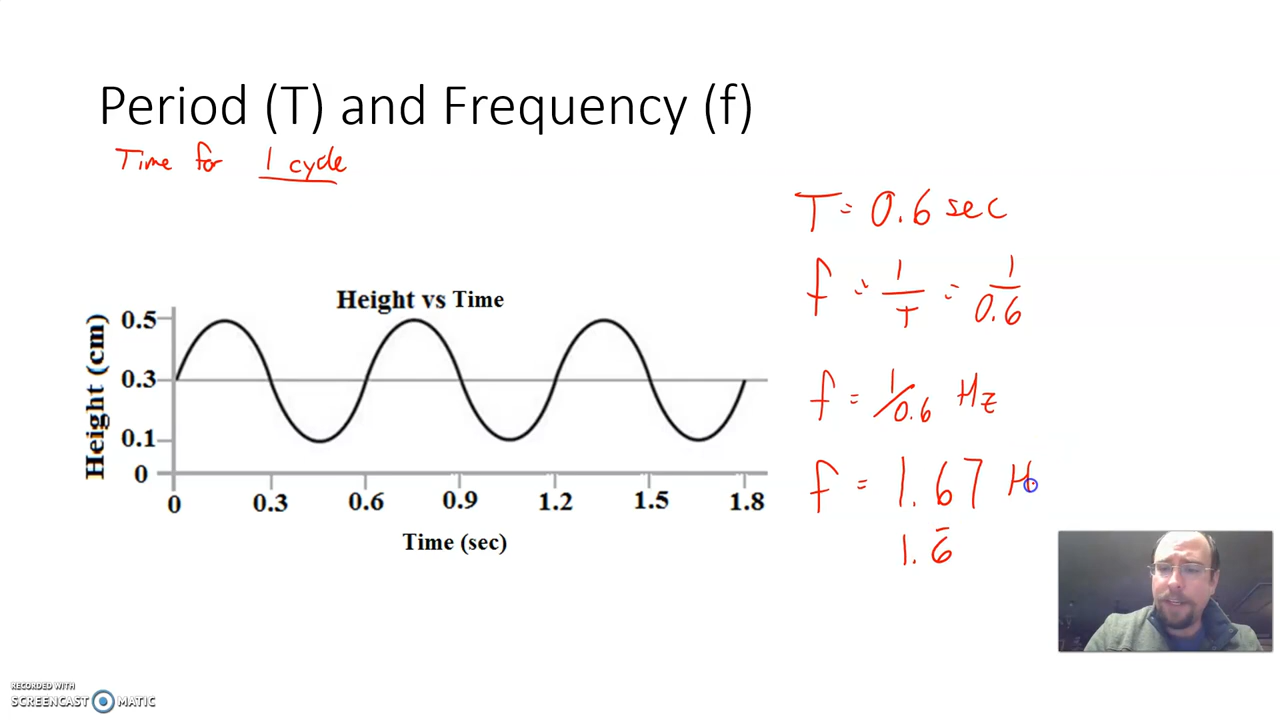 Period (T) and Frequency (f)
Time for 1 cycle
T = 0.6 sec
f = 1/T = 1/0.6
f = 1/0.6 Hz
f = 1.67 H
1.6̅
Height vs Time
Height (cm)
0.5
0.3
0.1
0
0 0.3 0.6 0.9 1.2 1.5 1.8
Time (sec)
RECORDED WITH
SCREENCAST MATIC